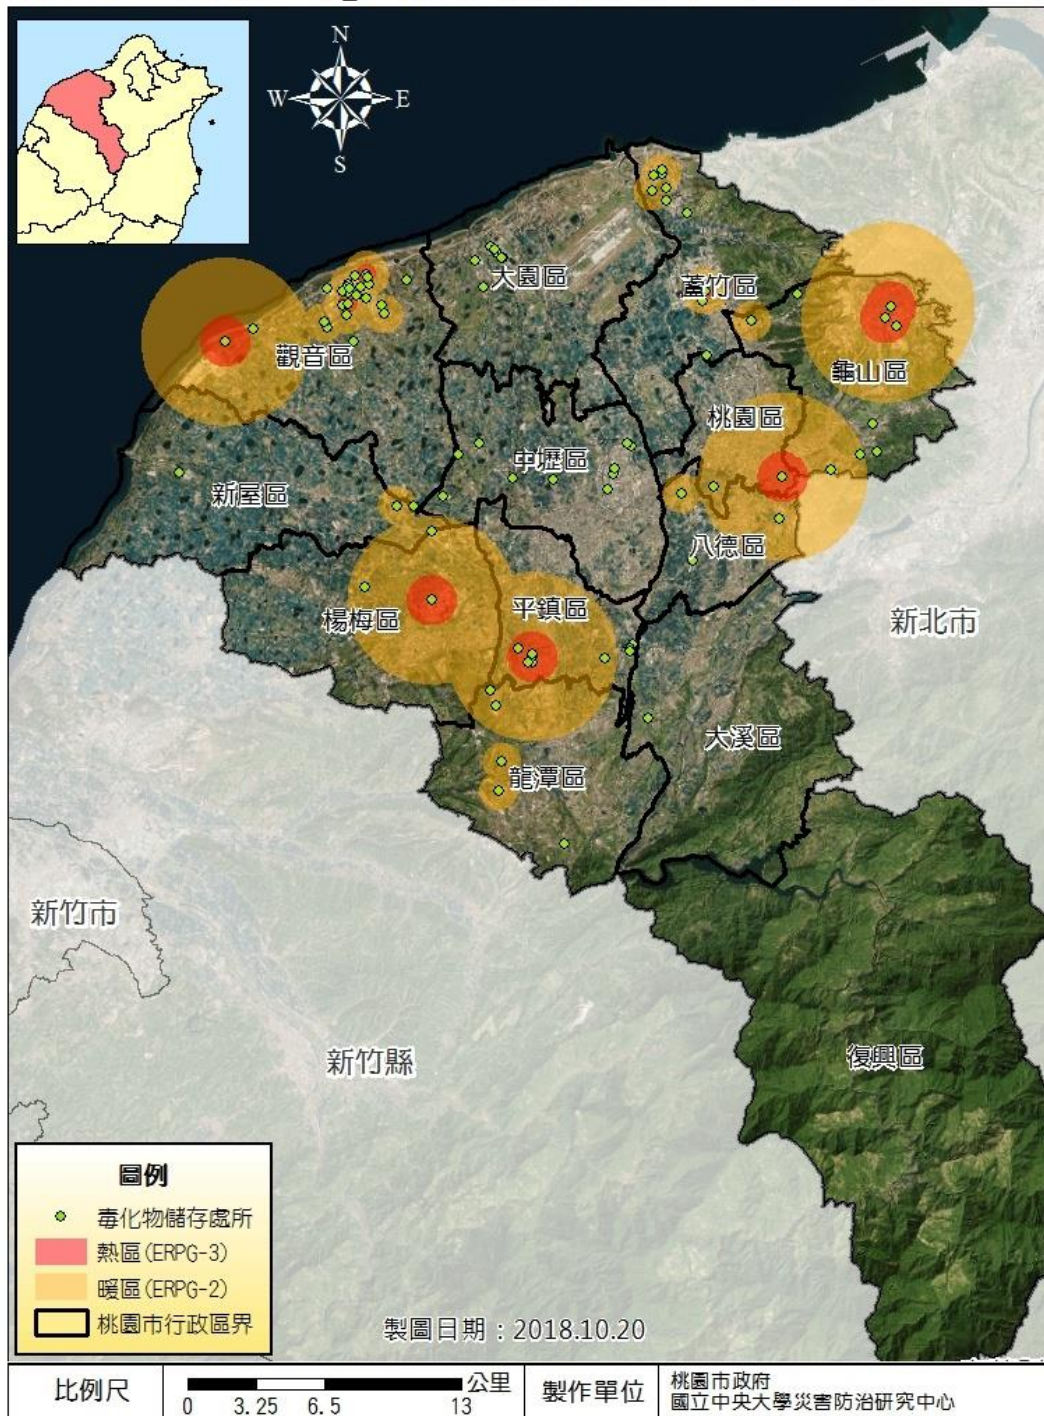 N
W E
S
大園區
蘆竹區
觀音區
龜山區
桃園區
中壢區
新屋區
八德區
楊梅區
平鎮區
新北市
大溪區
龍潭區
新竹市
新竹縣
復興區
圖例
毒化物儲存處所
熱區(ERPG-3)
暖區(ERPG-2)
桃園市行政區界
製圖日期：2018.10.20
比例尺
公里
0 3.25 6.5 13
製作單位
桃園市政府
國立中央大學災害防治研究中心